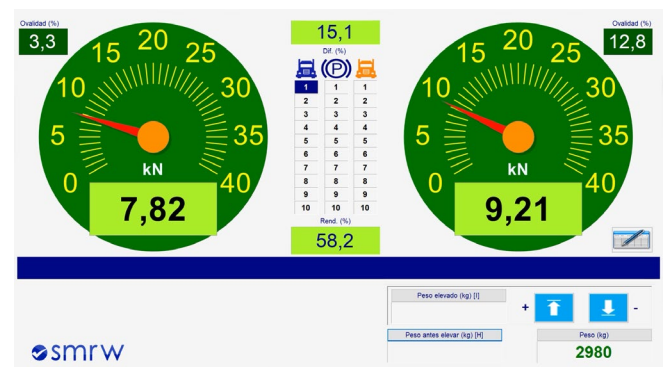 Ovalidad (%)
3,3
0
5
10
15
20
25
30
35
40
kN
7,82
15,1
Dif. (%)
P
1 1 1
2 2 2
3 3 3
4 4 4
5 5 5
6 6 6
7 7 7
8 8 8
9 9 9
10 10 10
Rend. (%)
58,2
Ovalidad (%)
12,8
0
5
10
15
20
25
30
35
40
kN
9,21
Peso elevado (kg) [I]
+
-
Peso antes elevar (kg) [H]
Peso (kg)
2980
smrw